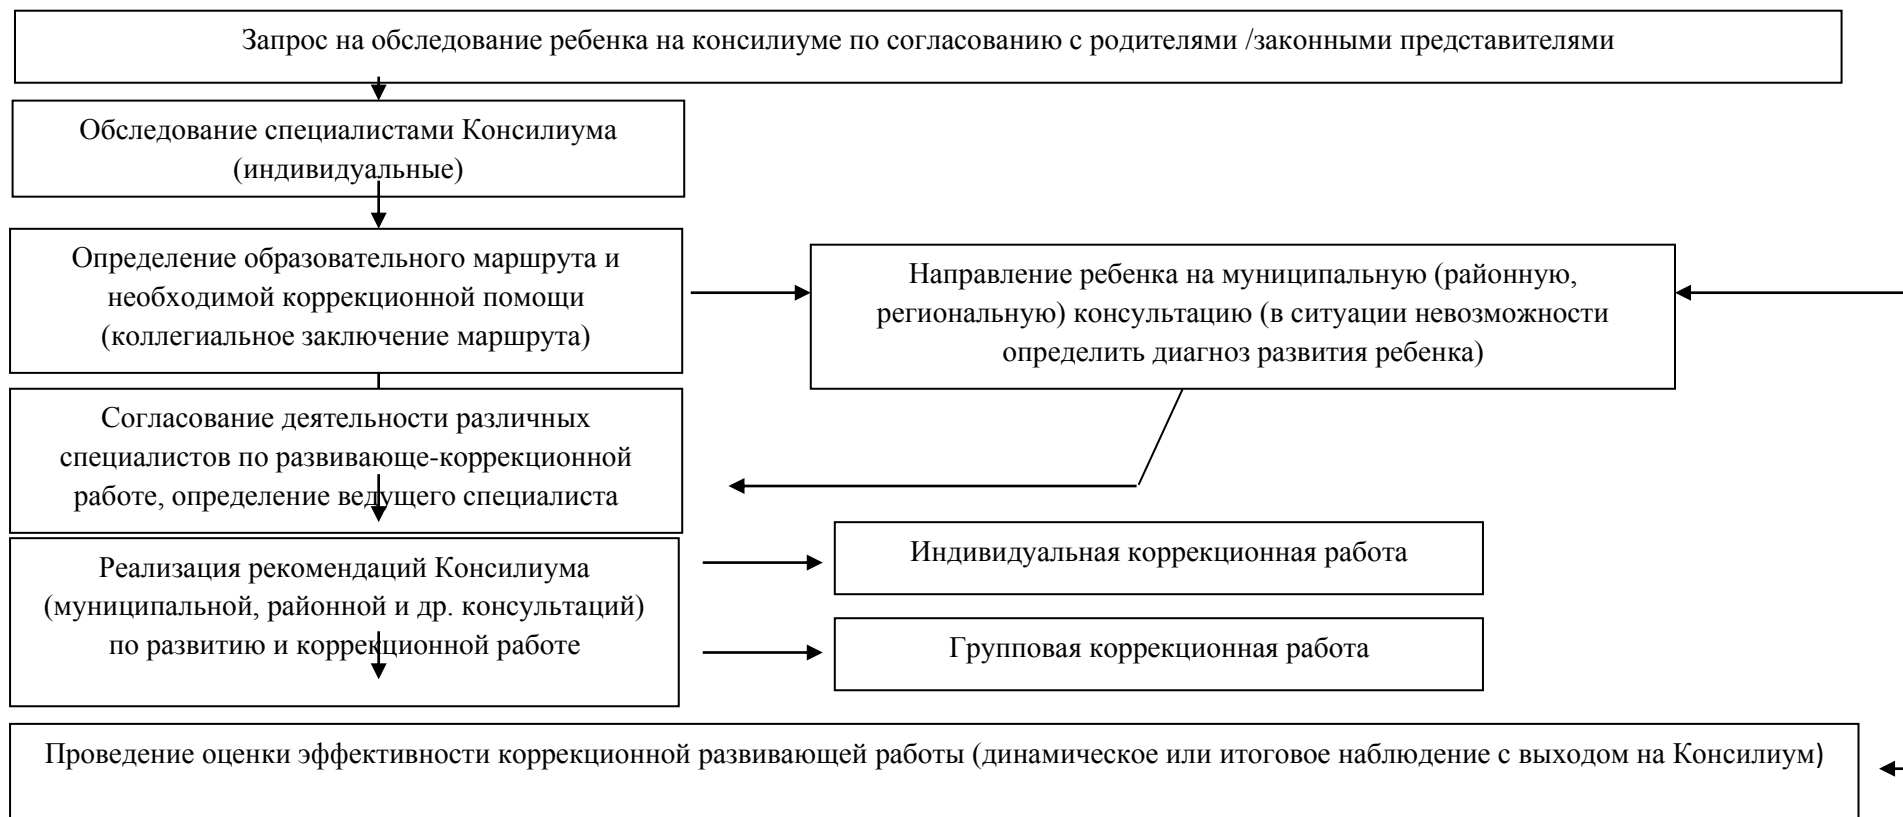 Запрос на обследование ребенка на консилиуме по согласованию с родителями /законными представителями
Обследование специалистами Консилиума
(индивидуальные)
Определение образовательного маршрута и
необходимой коррекционной помощи
(коллегиальное заключение маршрута)
Направление ребенка на муниципальную (районную,
региональную) консультацию (в ситуации невозможности
определить диагноз развития ребенка)
Согласование деятельности различных
специалистов по развивающе-коррекционной
работе, определение ведущего специалиста
Реализация рекомендаций Консилиума
(муниципальной, районной и др. консультаций)
по развитию и коррекционной работе
Индивидуальная коррекционная работа
Групповая коррекционная работа
Проведение оценки эффективности коррекционной развивающей работы (динамическое или итоговое наблюдение с выходом на Консилиум)